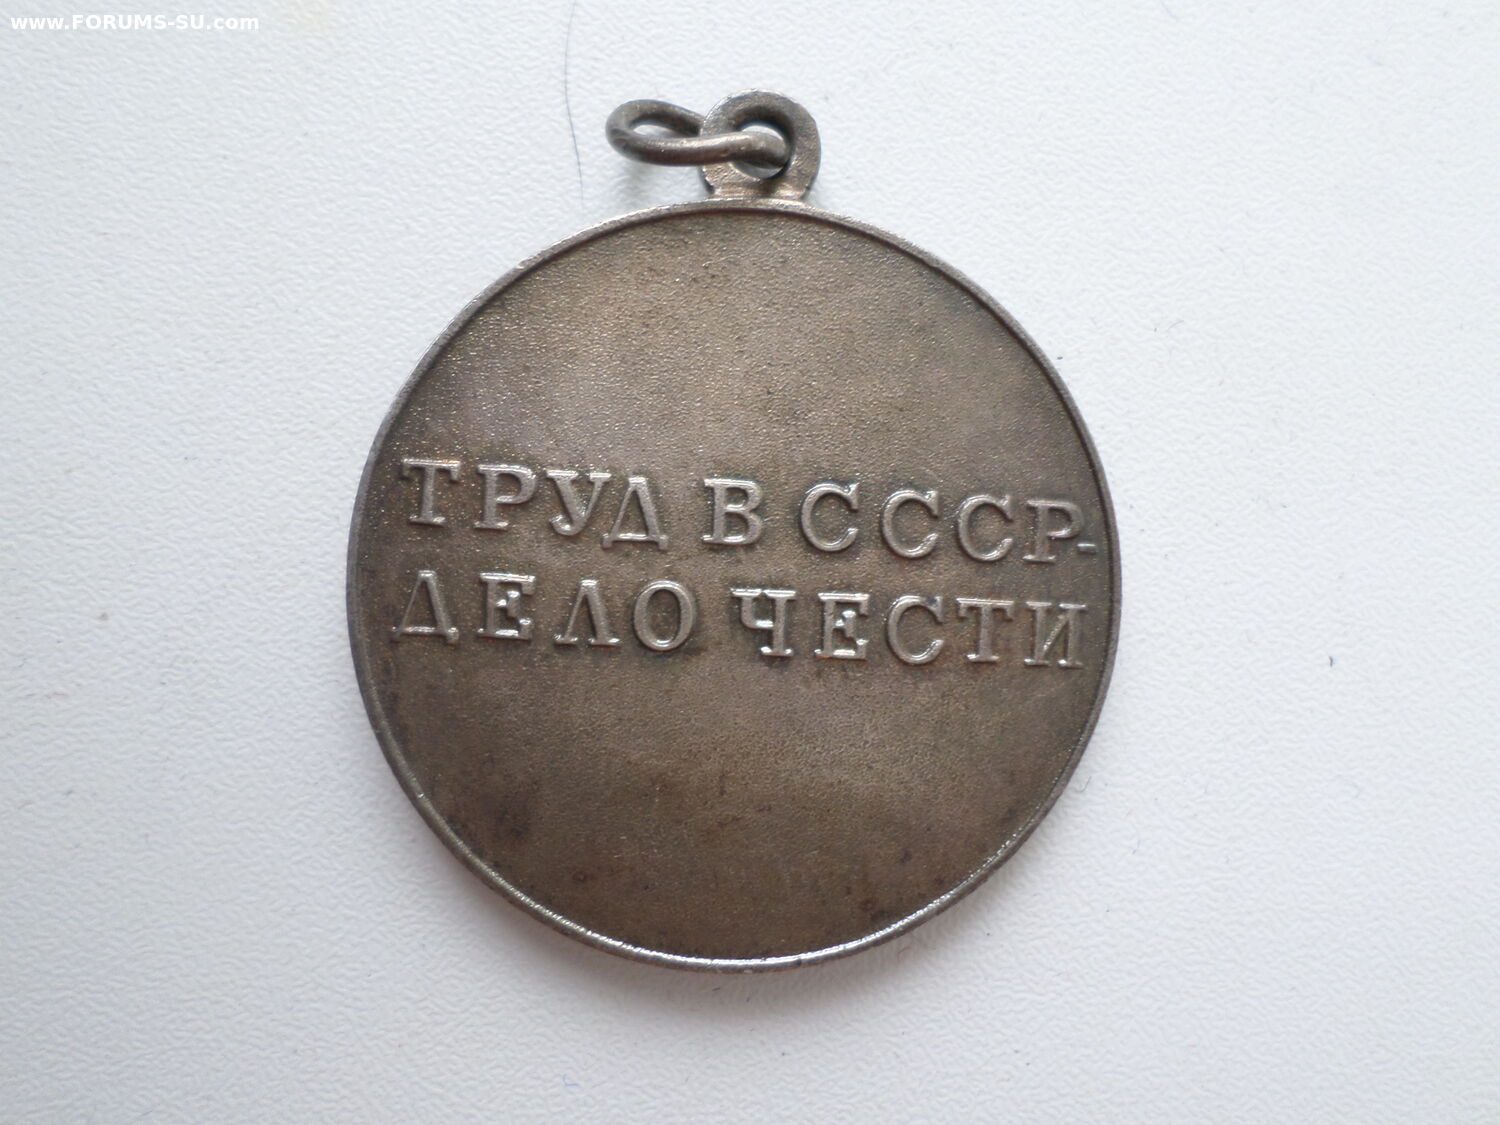 www.FORUMS-SU.com
ТРУД В СССР-
ДЕЛО ЧЕСТИ